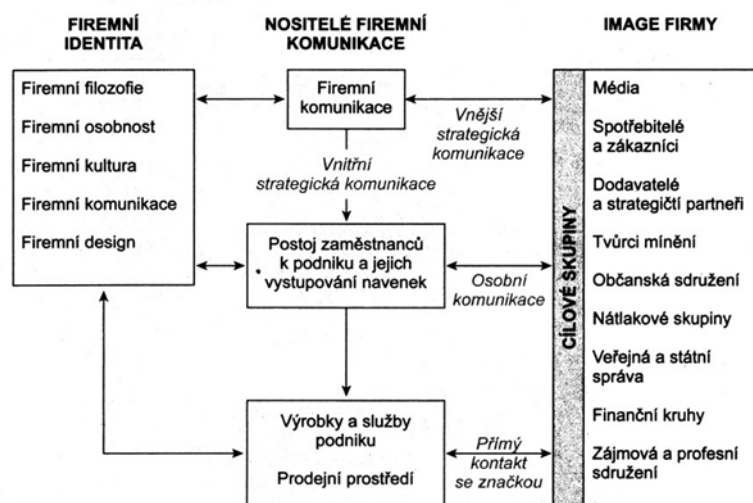 FIREMNÍ
IDENTITA
Firemní filozofie
Firemní osobnost
Firemní kultura
Firemní komunikace
Firemní design
NOSITELÉ FIREMNÍ
KOMUNIKACE
Firemní
komunikace
Vnitřní
strategická komunikace
Postoj zaměstnanců
k podniku a jejich
vystupování navenek
Výrobky a služby
podniku
Prodejní prostředí
Vnější
strategická
komunikace
Osobní
komunikace
Přímý
kontakt
se značkou
IMAGE FIRMY
CÍLOVÉ SKUPINY
Média
Spotřebitelé
a zákazníci
Dodavatelé
a strategičtí partneři
Tvůrci mínění
Občanská sdružení
Nátlakové skupiny
Veřejná a státní
správa
Finanční kruhy
Zájmová a profesní
sdružení